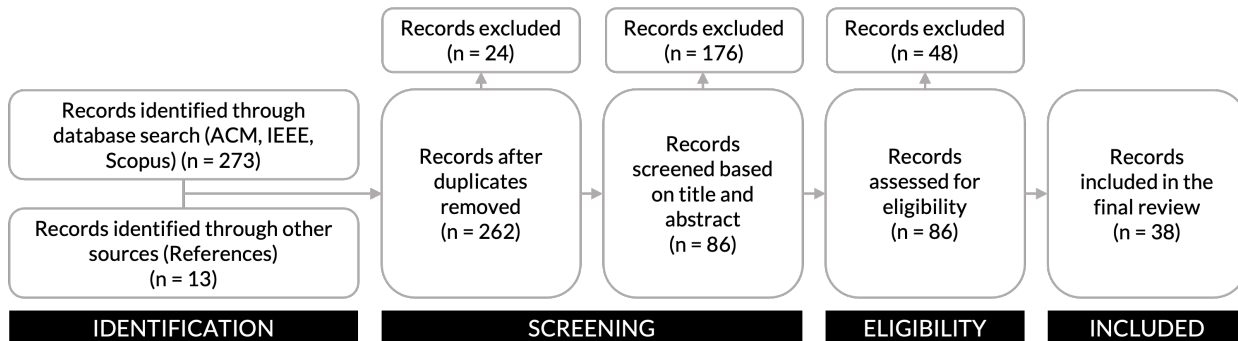 Records excluded
(n = 24)
Records excluded
(n = 176)
Records excluded
(n = 48)
Records identified through
database search (ACM, IEEE,
Scopus) (n = 273)
Records identified through other
sources (References)
(n = 13)
Records after
duplicates
removed
(n = 262)
Records
screened based
on title and
abstract
(n = 86)
Records
assessed for
eligibility
(n = 86)
Records
included in the
final review
(n = 38)
IDENTIFICATION
SCREENING
ELIGIBILITY
INCLUDED